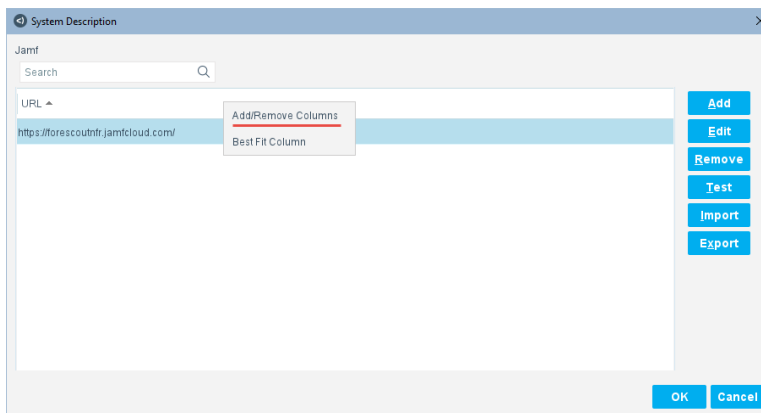 System Description
Jamf
Search
URL
Add/Remove Columns
https://forescoutnfr.jamfcloud.com/
Best Fit Column
Add
Edit
Remove
Test
Import
Export
OK
Cancel